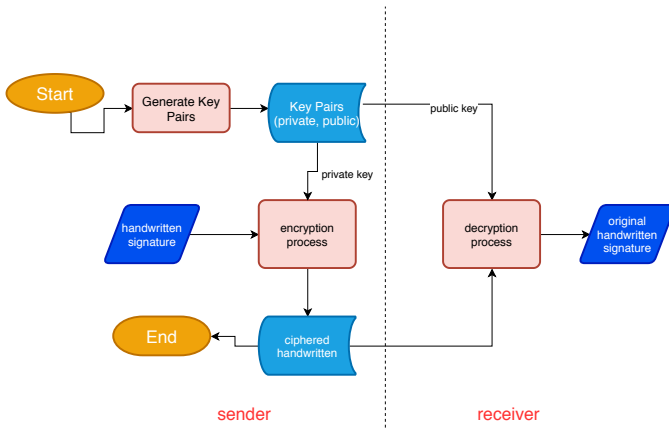 Start
Generate Key
Pairs
Key Pairs
(private, public)
public key
private key
handwritten
signature
encryption
process
decryption
process
original
handwritten
signature
End
ciphered
handwritten
sender
receiver